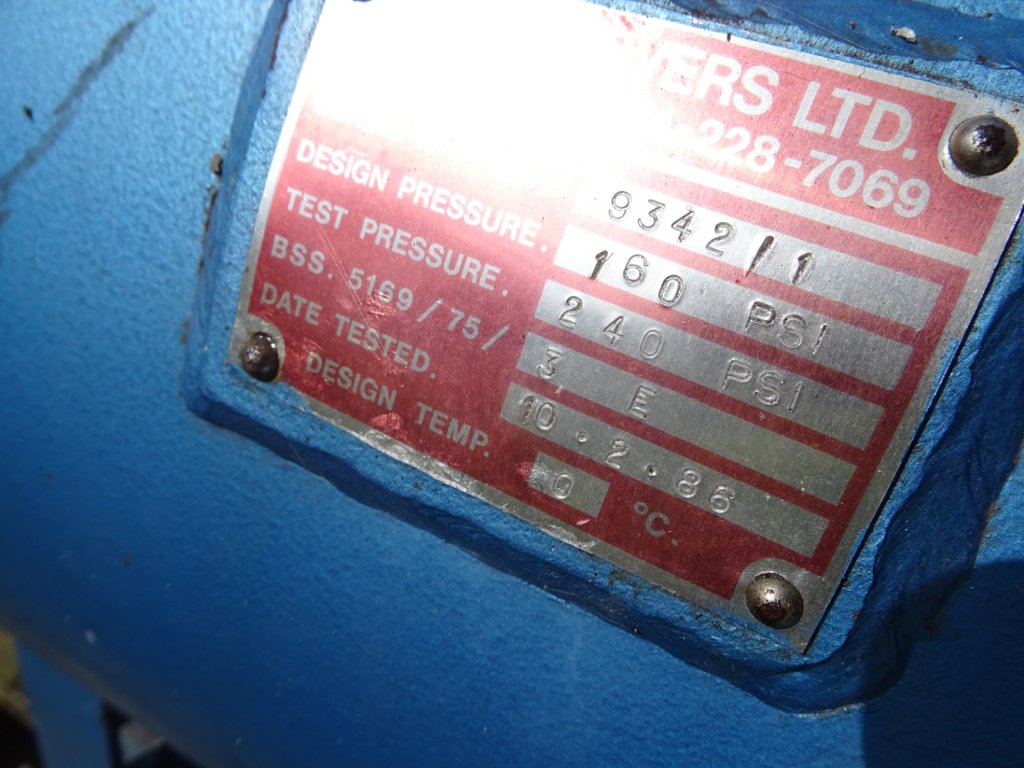 LTD.
228-7069
9342/1
DESIGN PRESSURE. 160 PSI
TEST PRESSURE. 240 PSI
BSS. 5169/75/ 3, E
DATE TESTED. 10.2.86
DESIGN TEMP. °C.